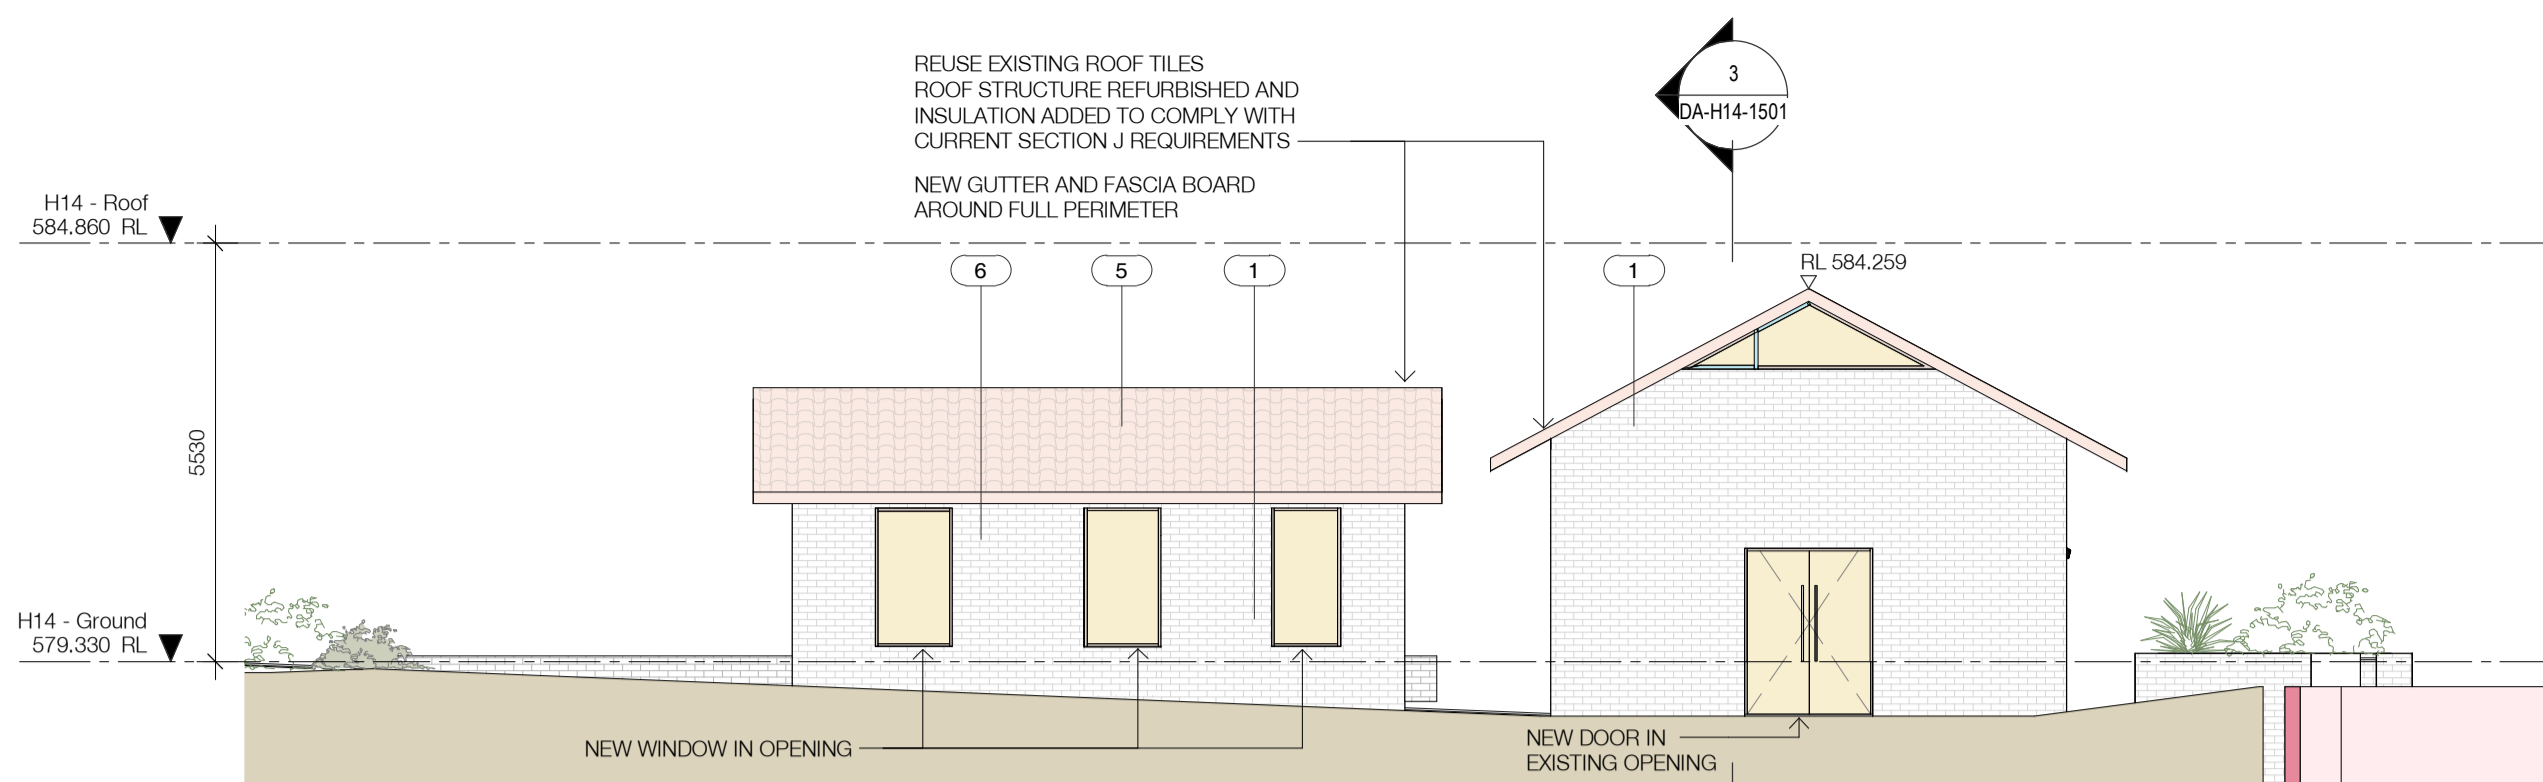 REUSE EXISTING ROOF TILES
ROOF STRUCTURE REFURBISHED AND
INSULATION ADDED TO COMPLY WITH
CURRENT SECTION J REQUIREMENTS
NEW GUTTER AND FASCIA BOARD
AROUND FULL PERIMETER
3
DA-H14-1501
H14 - Roof
584.860 RL
6
5
1
1
RL 584.259
5530
H14 - Ground
579.330 RL
NEW WINDOW IN OPENING
NEW DOOR IN
EXISTING OPENING